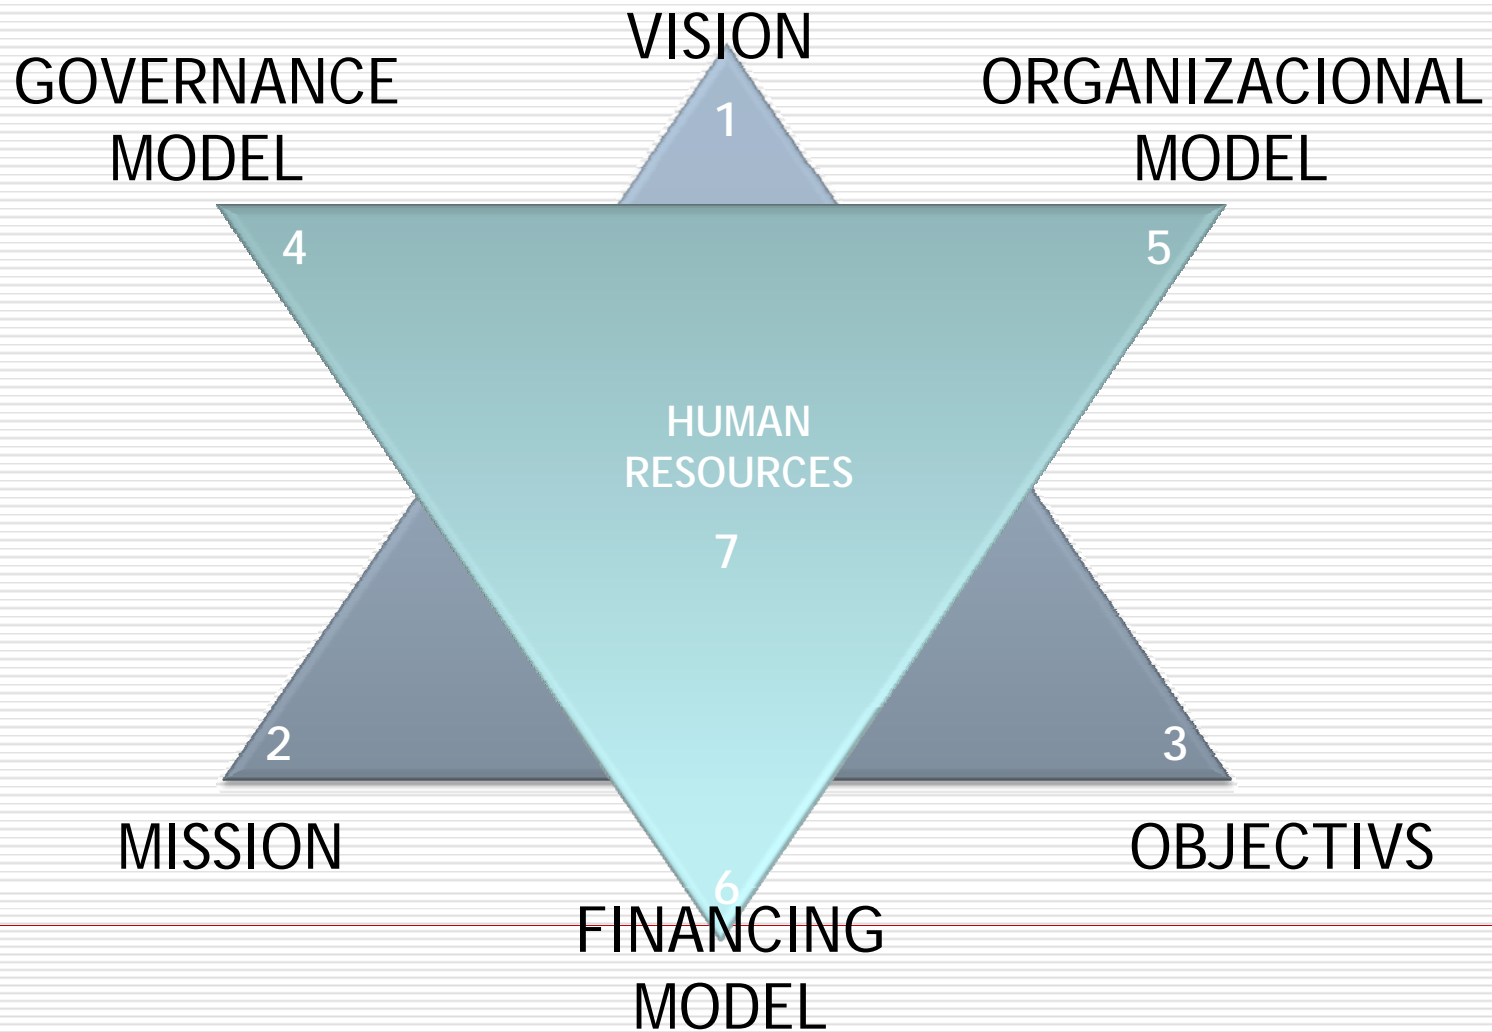 VISION
GOVERNANCE
MODEL
ORGANIZACIONAL
MODEL
1
4
5
HUMAN
RESOURCES
7
2
3
MISSION
OBJECTIVS
6
FINANCING
MODEL